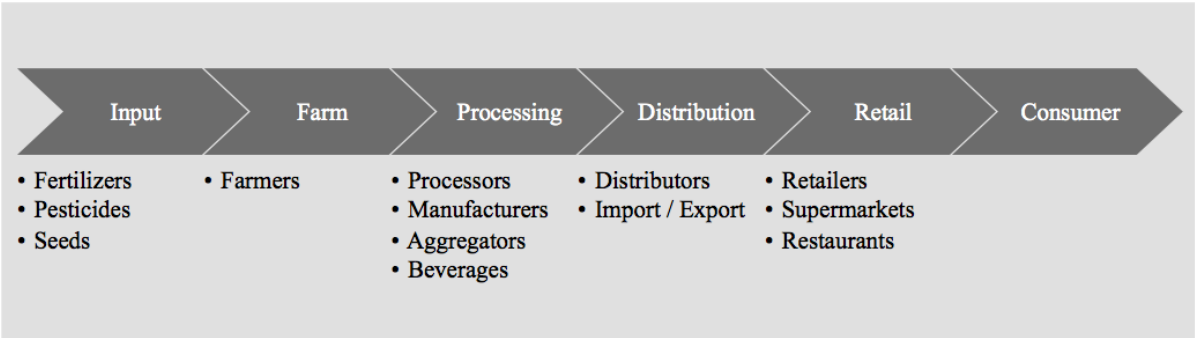 Input
Farm
Processing
Distribution
Retail
Consumer
• Fertilizers
• Pesticides
• Seeds
• Farmers
• Processors
• Manufacturers
• Aggregators
• Beverages
• Distributors
• Import / Export
• Retailers
• Supermarkets
• Restaurants